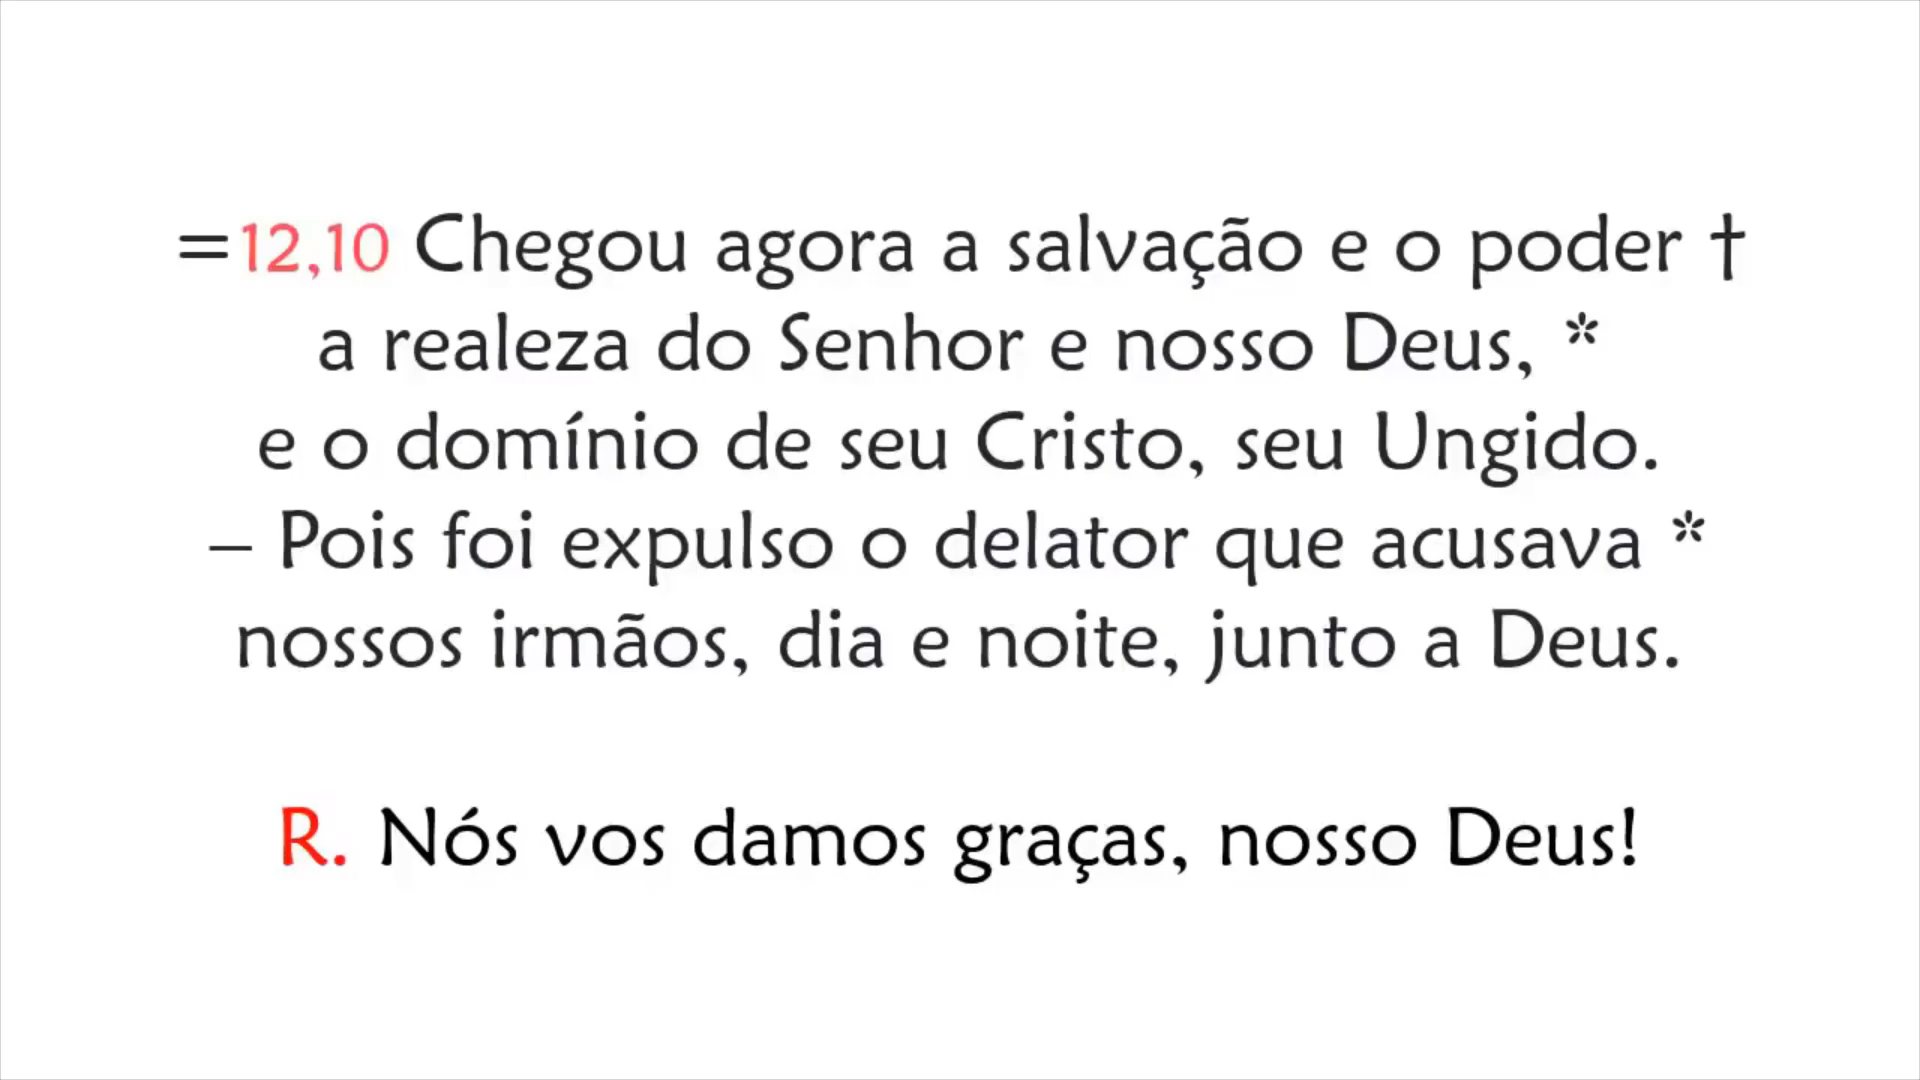 =12,10 Chegou agora a salvação e o poder †
a realeza do Senhor e nosso Deus, *
e o domínio de seu Cristo, seu Ungido.
– Pois foi expulso o delator que acusava *
nossos irmãos, dia e noite, junto a Deus.
R. Nós vos damos graças, nosso Deus!